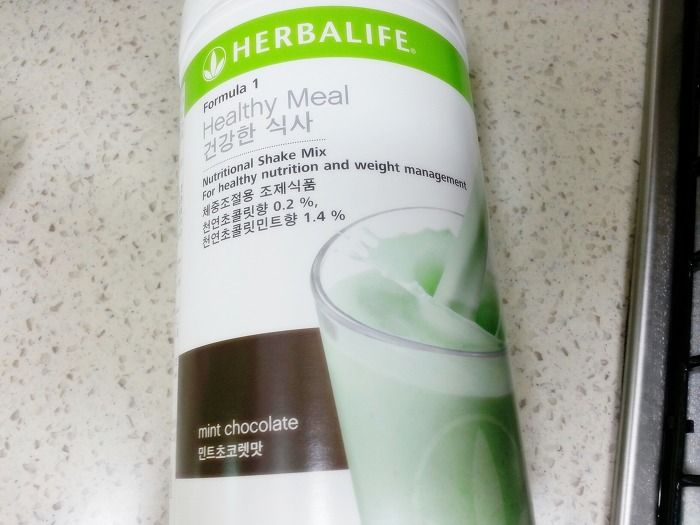 HERBALIFE®
Formula 1
Healthy Meal
건강한 식사
Nutritional Shake Mix
For healthy nutrition and weight management
체중조절용 조제식품
천연초콜릿향 0.2 %,
천연초콜릿민트향 1.4 %
mint chocolate
민트초코렛맛